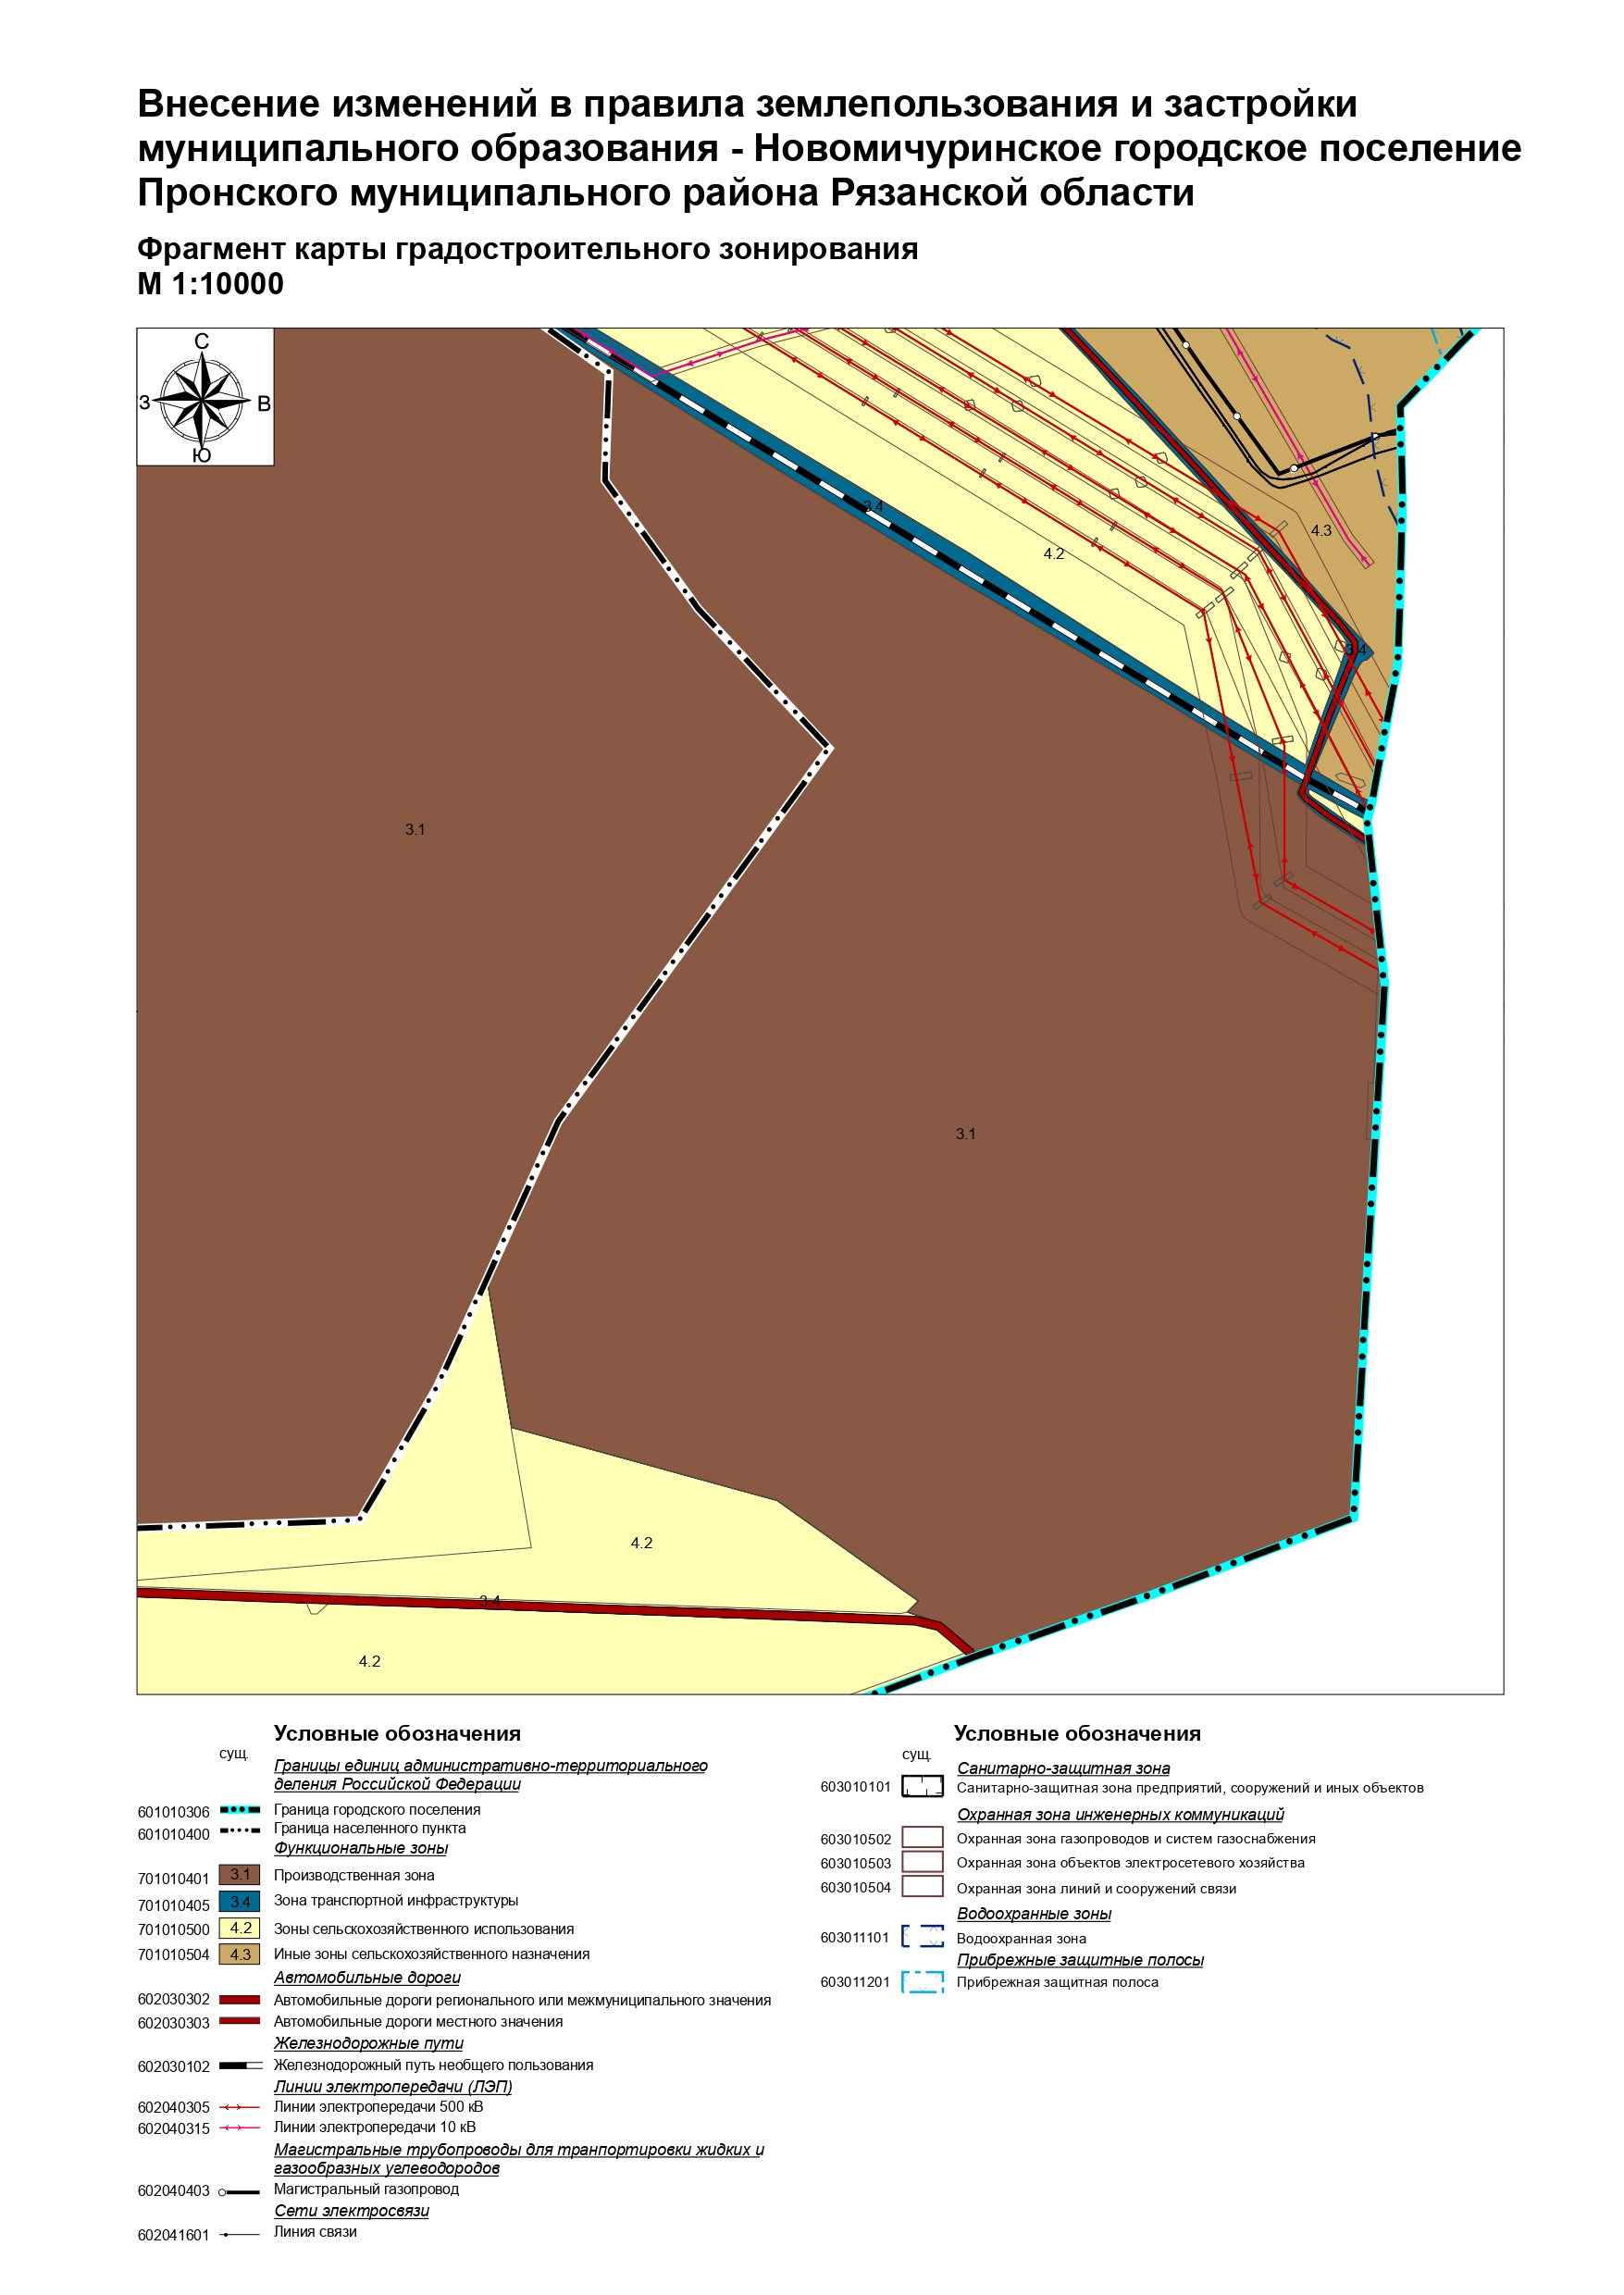 Внесение изменений в правила землепользования и застройки
муниципального образования - Новомичуринское городское поселение
Пронского муниципального района Рязанской области
Фрагмент карты градостроительного зонирования
М 1:10000
С
З
В
Ю
3.4
4.2
4.3
3.4
3.1
3.1
4.2
3.4
4.2
Условные обозначения
сущ.
Границы единиц административно-территориального
деления Российской Федерации
601010306 Граница городского поселения
601010400 Граница населенного пункта
Функциональные зоны
701010401 3.1 Производственная зона
701010405 3.4 Зона транспортной инфраструктуры
701010500 4.2 Зоны сельскохозяйственного использования
701010504 4.3 Иные зоны сельскохозяйственного назначения
Автомобильные дороги
602030302 Автомобильные дороги регионального или межмуниципального значения
602030303 Автомобильные дороги местного значения
Железнодорожные пути
602030102 Железнодорожный путь необщего пользования
Линии электропередачи (ЛЭП)
602040305 Линии электропередачи 500 кВ
602040315 Линии электропередачи 10 кВ
Магистральные трубопроводы для транпортировки жидких и
газообразных углеводородов
602040403 Магистральный газопровод
Сети электросвязи
602041601 Линия связи
Условные обозначения
сущ.
Санитарно-защитная зона
603010101 Санитарно-защитная зона предприятий, сооружений и иных объектов
Охранная зона инженерных коммуникаций
603010502 Охранная зона газопроводов и систем газоснабжения
603010503 Охранная зона объектов электросетевого хозяйства
603010504 Охранная зона линий и сооружений связи
Водоохранные зоны
603011101 Водоохранная зона
Прибрежные защитные полосы
603011201 Прибрежная защитная полоса